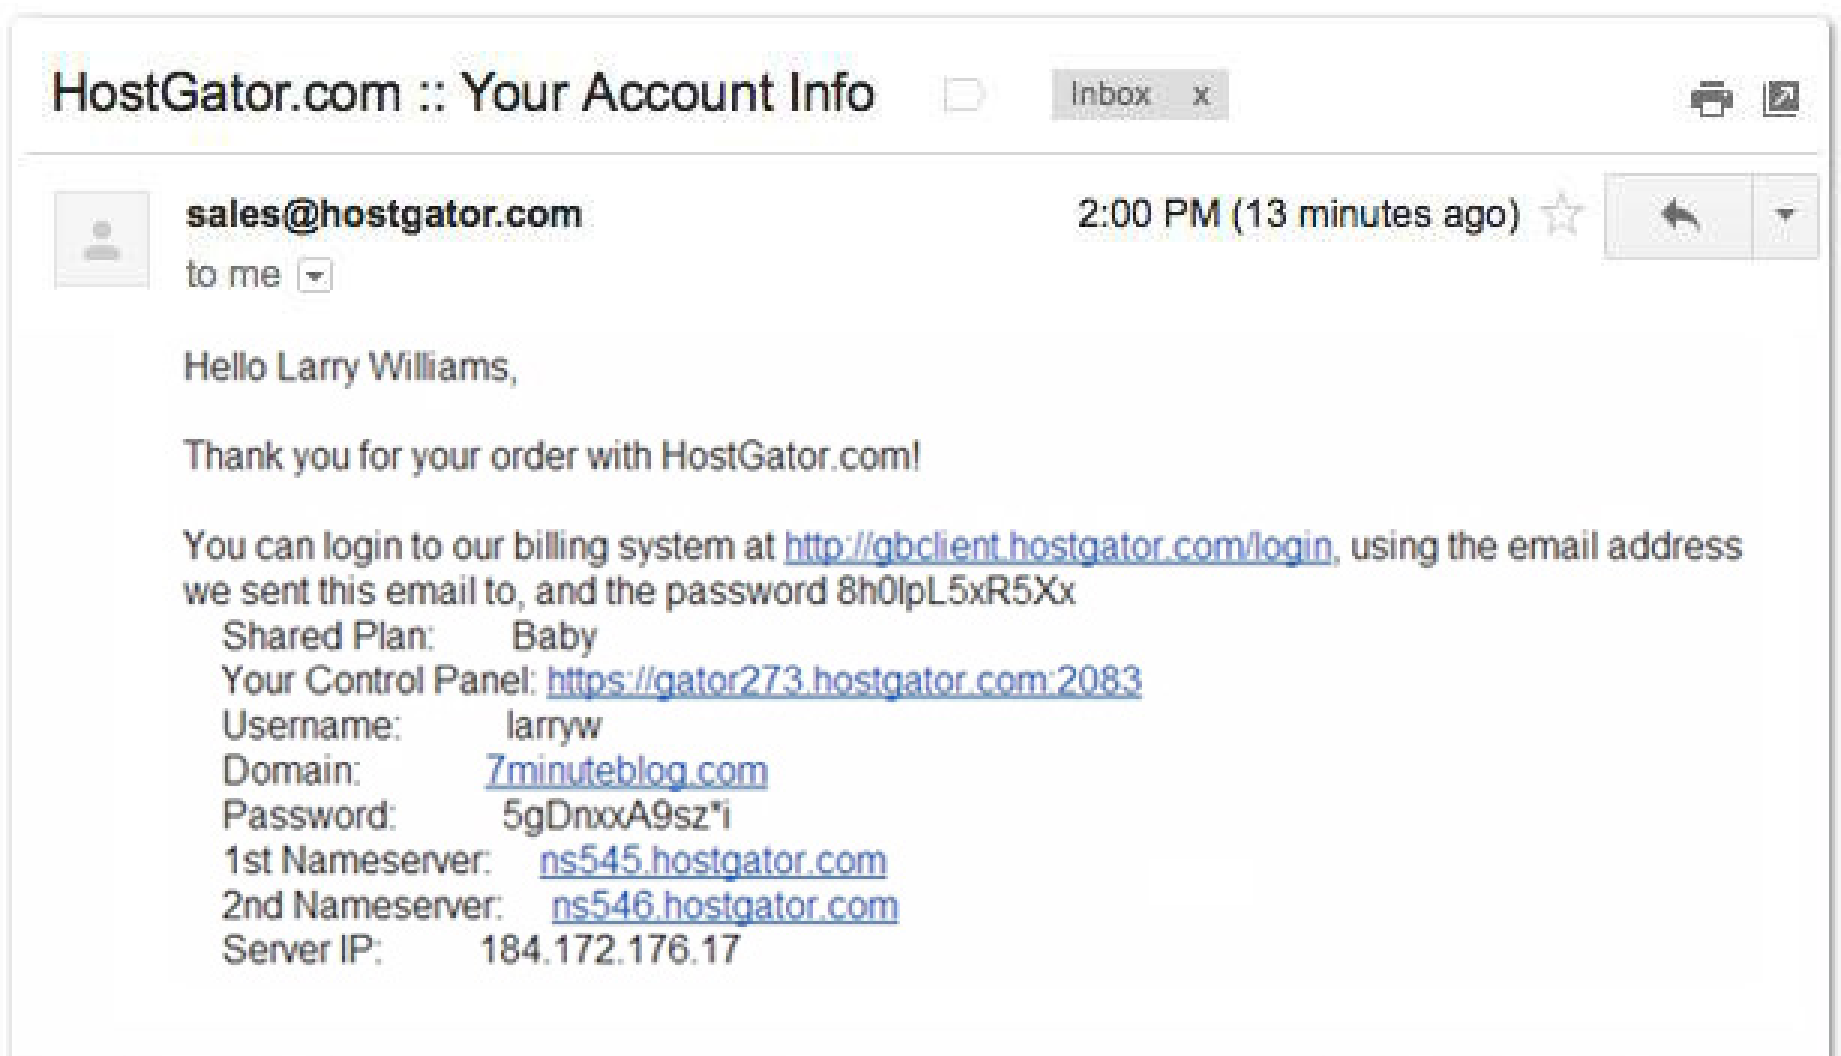 HostGator.com :: Your Account Info
Inbox x
sales@hostgator.com
2:00 PM (13 minutes ago)
to me
Hello Larry Williams,
Thank you for your order with HostGator.com!
You can login to our billing system at http://gbclient.hostgator.com/login, using the email address
we sent this email to, and the password 8h0lpL5xR5Xx
Shared Plan: Baby
Your Control Panel: https://gator273.hostgator.com:2083
Username: larryw
Domain: 7minuteblog.com
Password: 5gDnxxA9sz*i
1st Nameserver: ns545.hostgator.com
2nd Nameserver: ns546.hostgator.com
Server IP: 184.172.176.17